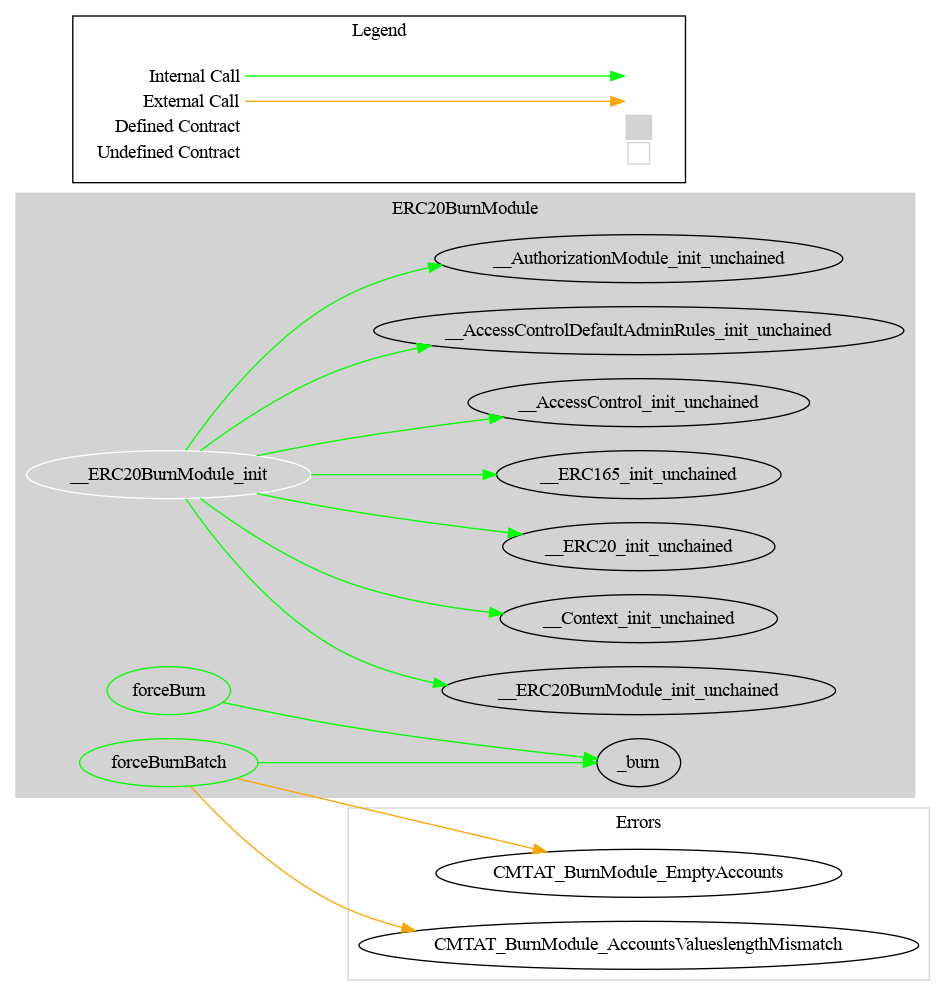 Legend
Internal Call
External Call
Defined Contract
Undefined Contract
ERC20BurnModule
__AuthorizationModule_init_unchained
__AccessControlDefaultAdminRules_init_unchained
__AccessControl_init_unchained
__ERC20BurnModule_init
__ERC165_init_unchained
__ERC20_init_unchained
__Context_init_unchained
forceBurn
__ERC20BurnModule_init_unchained
forceBurnBatch
_burn
Errors
CMTAT_BurnModule_EmptyAccounts
CMTAT_BurnModule_AccountsValueslengthMismatch